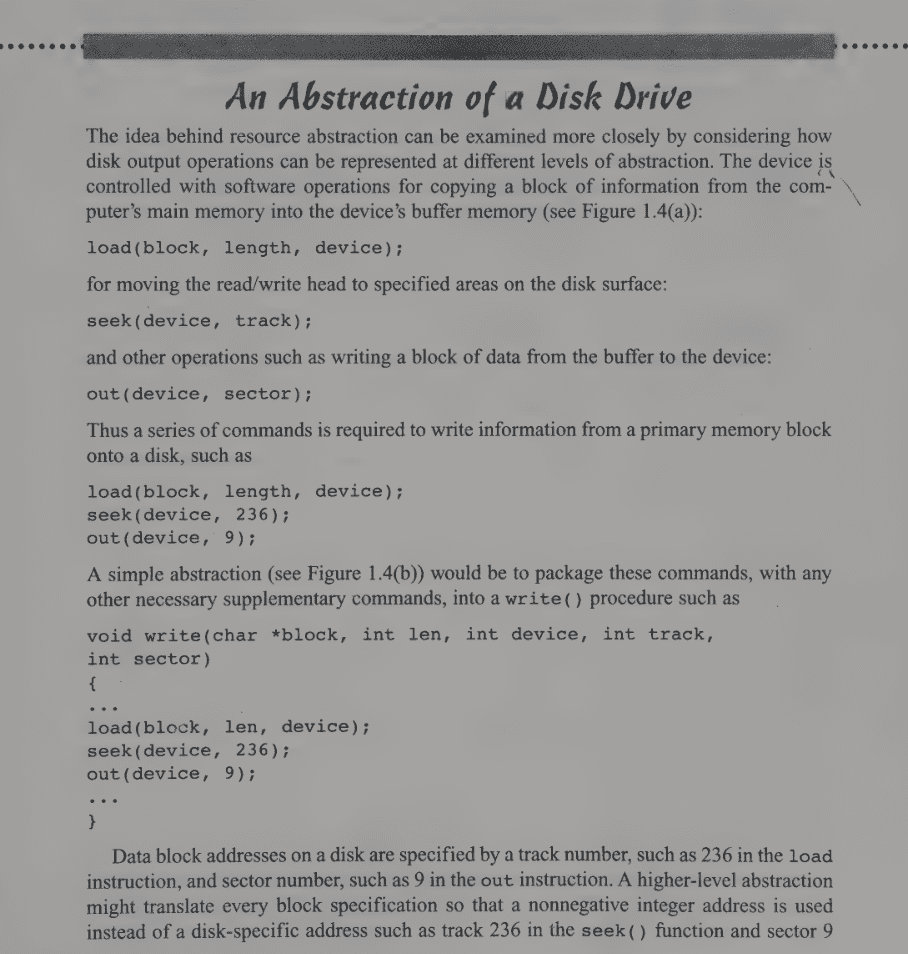 An Abstraction of a Disk Drive
The idea behind resource abstraction can be examined more closely by considering how
disk output operations can be represented at different levels of abstraction. The device is
controlled with software operations for copying a block of information from the com-
puter's main memory into the device's buffer memory (see Figure 1.4(a)):
load(block, length, device);
for moving the read/write head to specified areas on the disk surface:
seek(device, track);
and other operations such as writing a block of data from the buffer to the device:
out(device, sector);
Thus a series of commands is required to write information from a primary memory block
onto a disk, such as
load(block, length, device);
seek(device, 236);
out(device, 9);
A simple abstraction (see Figure 1.4(b)) would be to package these commands, with any
other necessary supplementary commands, into a write() procedure such as
void write(char *block, int len, int device, int track,
int sector)
{
...
load(block, len, device);
seek(device, 236);
out(device, 9);
...
}
Data block addresses on a disk are specified by a track number, such as 236 in the load
instruction, and sector number, such as 9 in the out instruction. A higher-level abstraction
might translate every block specification so that a nonnegative integer address is used
instead of a disk-specific address such as track 236 in the seek() function and sector 9